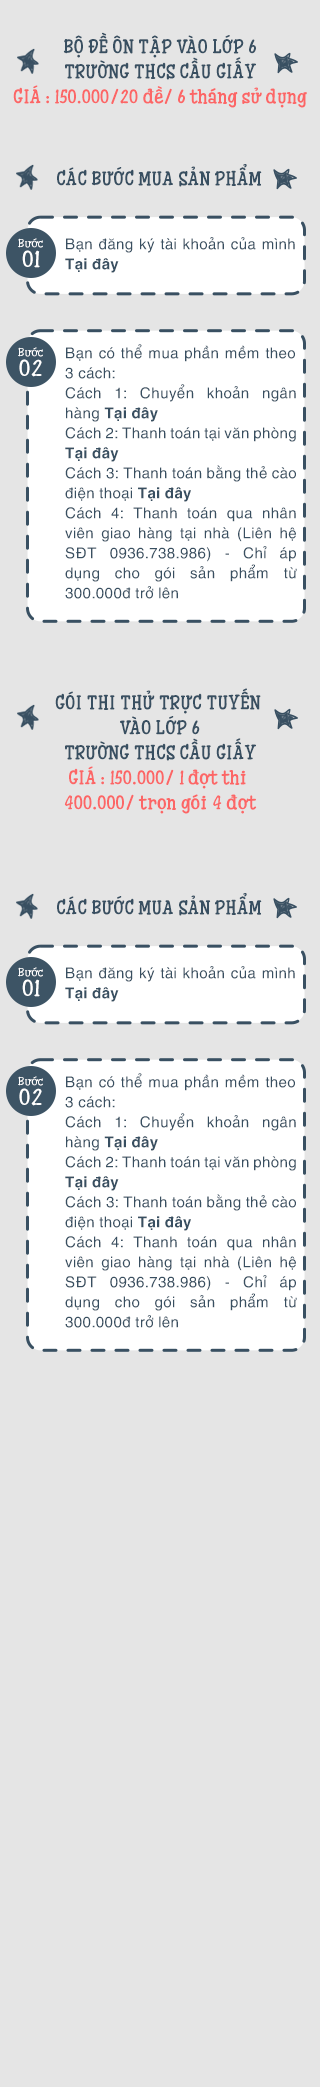 BỘ ĐỀ ÔN TẬP VÀO LỚP 6
TRƯỜNG THCS CẦU GIẤY
GIÁ : 150.000/20 đề/ 6 tháng sử dụng
CÁC BƯỚC MUA SẢN PHẨM
Bước
01
Bạn đăng ký tài khoản của mình
Tại đây
Bước
02
Bạn có thể mua phần mềm theo
3 cách:
Cách 1: Chuyển khoản ngân
hàng Tại đây
Cách 2: Thanh toán tại văn phòng
Tại đây
Cách 3: Thanh toán bằng thẻ cào
điện thoại Tại đây
Cách 4: Thanh toán qua nhân
viên giao hàng tại nhà (Liên hệ
SĐT 0936.738.986) - Chỉ áp
dụng cho gói sản phẩm từ
300.000đ trở lên
GÓI THI THỬ TRỰC TUYẾN
VÀO LỚP 6
TRƯỜNG THCS CẦU GIẤY
GIÁ : 150.000/ 1 đợt thi
400.000/ trọn gói 4 đợt
CÁC BƯỚC MUA SẢN PHẨM
Bước
01
Bạn đăng ký tài khoản của mình
Tại đây
Bước
02
Bạn có thể mua phần mềm theo
3 cách:
Cách 1: Chuyển khoản ngân
hàng Tại đây
Cách 2: Thanh toán tại văn phòng
Tại đây
Cách 3: Thanh toán bằng thẻ cào
điện thoại Tại đây
Cách 4: Thanh toán qua nhân
viên giao hàng tại nhà (Liên hệ
SĐT 0936.738.986) - Chỉ áp
dụng cho gói sản phẩm từ
300.000đ trở lên